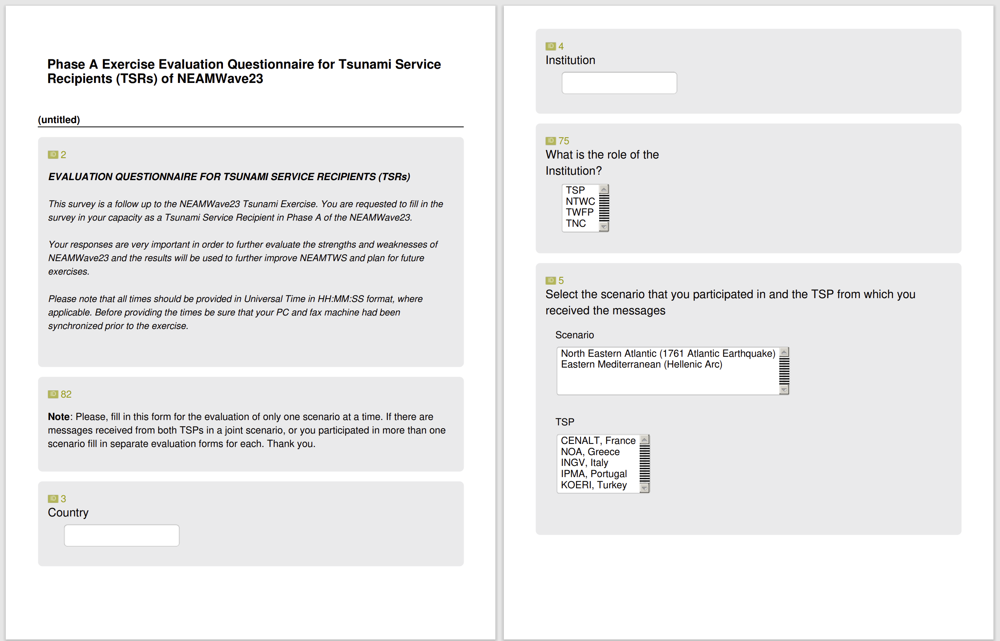 Phase A Exercise Evaluation Questionnaire for Tsunami Service
Recipients (TSRs) of NEAMWave23
(untitled)
ID 2
EVALUATION QUESTIONNAIRE FOR TSUNAMI SERVICE RECIPIENTS (TSRs)
This survey is a follow up to the NEAMWave23 Tsunami Exercise. You are requested to fill in the
survey in your capacity as a Tsunami Service Recipient in Phase A of the NEAMWave23.
Your responses are very important in order to further evaluate the strengths and weaknesses of
NEAMWave23 and the results will be used to further improve NEAMTWS and plan for future
exercises.
Please note that all times should be provided in Universal Time in HH:MM:SS format, where
applicable. Before providing the times be sure that your PC and fax machine had been
synchronized prior to the exercise.
ID 82
Note: Please, fill in this form for the evaluation of only one scenario at a time. If there are
messages received from both TSPs in a joint scenario, or you participated in more than one
scenario fill in separate evaluation forms for each. Thank you.
ID 3
Country
ID 4
Institution
ID 75
What is the role of the
Institution?
TSP
NTWC
TWFP
TNC
ID 5
Select the scenario that you participated in and the TSP from which you
received the messages
Scenario
North Eastern Atlantic (1761 Atlantic Earthquake)
Eastern Mediterranean (Hellenic Arc)
TSP
CENALT, France
NOA, Greece
INGV, Italy
IPMA, Portugal
KOERI, Turkey